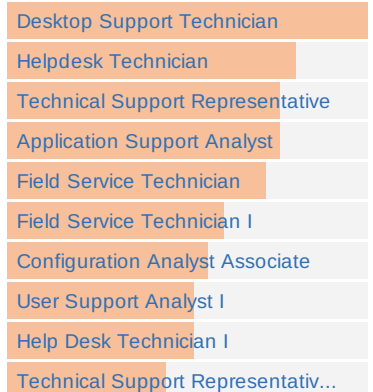 Desktop Support Technician
Helpdesk Technician
Technical Support Representative
Application Support Analyst
Field Service Technician
Field Service Technician I
Configuration Analyst Associate
User Support Analyst I
Help Desk Technician I
Technical Support Representativ...